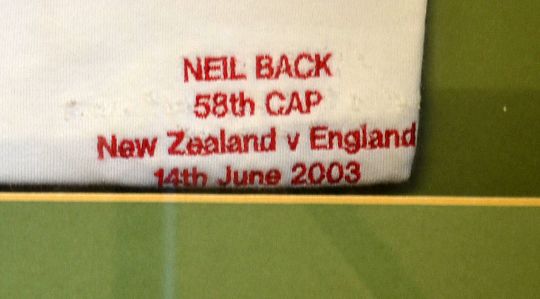 NEIL BACK
58th CAP
New Zealand v England
14th June 2003